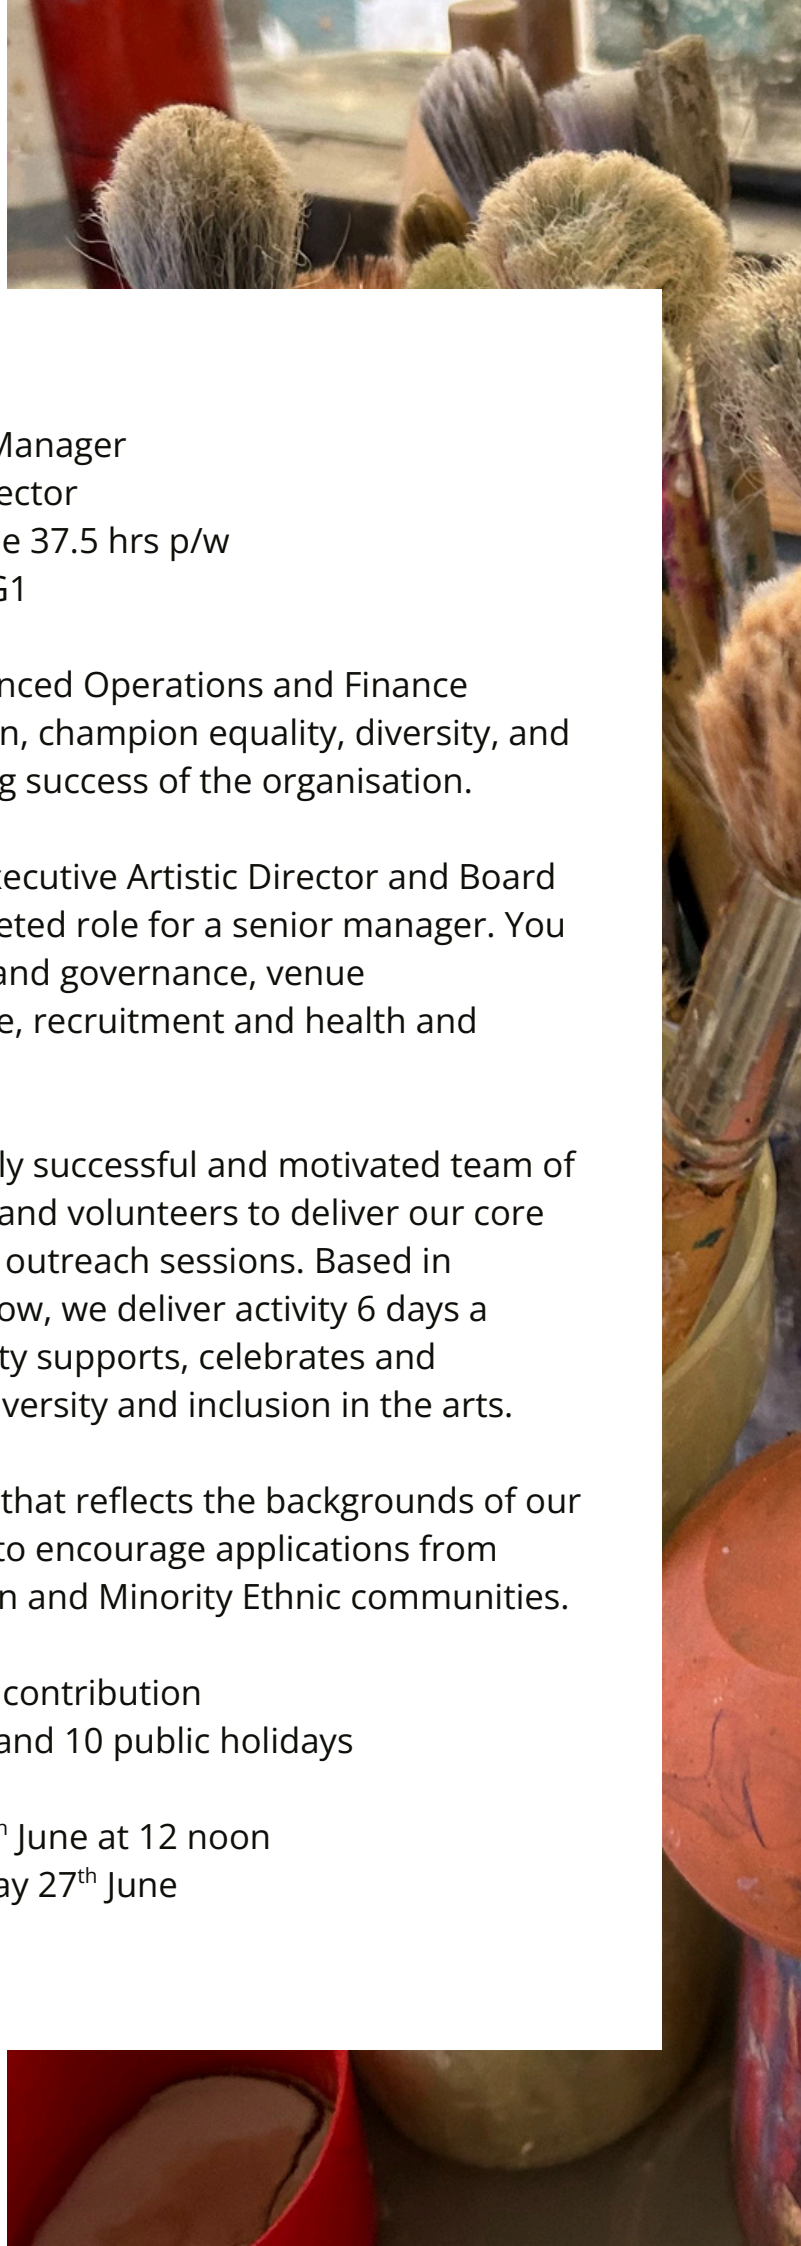 Manager
ector
e 37.5 hrs p/w
G1
nced Operations and Finance
n, champion equality, diversity, and
g success of the organisation.
xecutive Artistic Director and Board
eted role for a senior manager. You
and governance, venue
e, recruitment and health and
ly successful and motivated team of
and volunteers to deliver our core
outreach sessions. Based in
ow, we deliver activity 6 days a
ty supports, celebrates and
versity and inclusion in the arts.
that reflects the backgrounds of our
to encourage applications from
n and Minority Ethnic communities.
contribution
and 10 public holidays
h June at 12 noon
ay 27th June